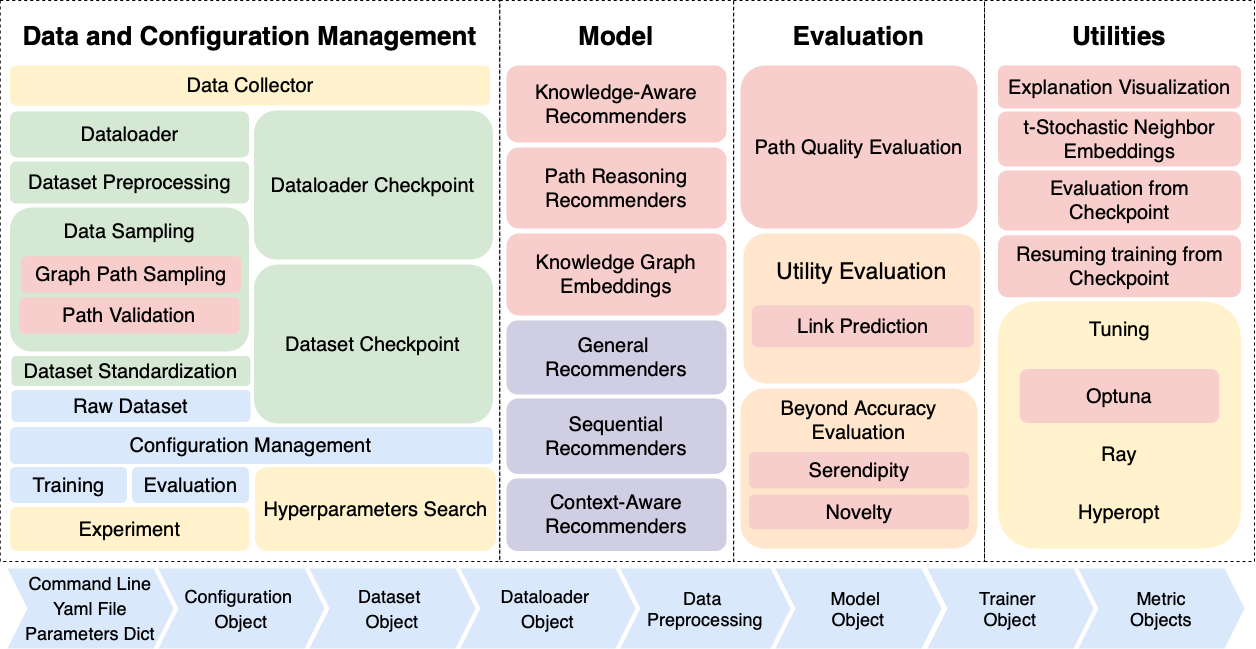 Data and Configuration Management
Data Collector
Dataloader
Dataset Preprocessing
Data Sampling
Graph Path Sampling
Path Validation
Dataset Standardization
Raw Dataset
Dataloader Checkpoint
Dataset Checkpoint
Configuration Management
Training
Evaluation
Experiment
Hyperparameters Search
Model
Knowledge-Aware
Recommenders
Path Reasoning
Recommenders
Knowledge Graph
Embeddings
General
Recommenders
Sequential
Recommenders
Context-Aware
Recommenders
Evaluation
Path Quality Evaluation
Utility Evaluation
Link Prediction
Beyond Accuracy
Evaluation
Serendipity
Novelty
Utilities
Explanation Visualization
t-Stochastic Neighbor
Embeddings
Evaluation from
Checkpoint
Resuming training from
Checkpoint
Tuning
Optuna
Ray
Hyperopt
Command Line
Yaml File
Parameters Dict
Configuration
Object
Dataset
Object
Dataloader
Object
Data
Preprocessing
Model
Object
Trainer
Object
Metric
Objects